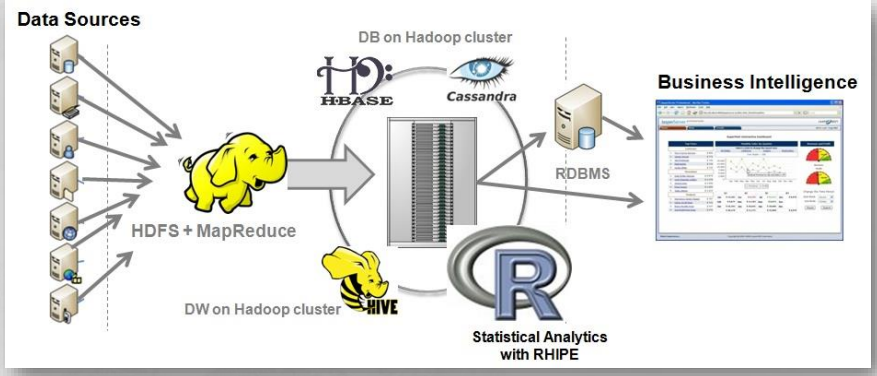 Data Sources
DB on Hadoop cluster
HBASE
Cassandra
Business Intelligence
RDBMS
HDFS + MapReduce
DW on Hadoop cluster
HIVE
R
Statistical Analytics
with RHIPE